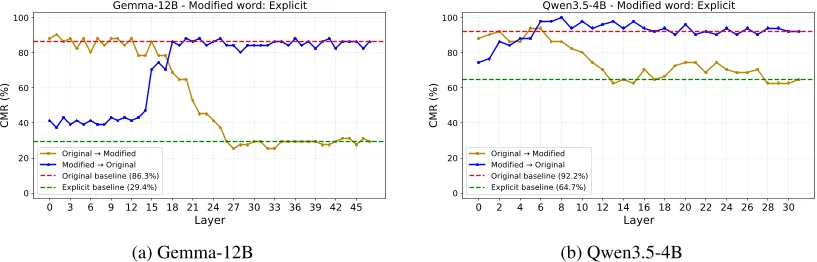 Gemma-12B - Modified word: Explicit
CMR (%)
100
80
60
40
20
0
Original → Modified
Modified → Original
Original baseline (86.3%)
Explicit baseline (29.4%)
0 3 6 9 12 15 18 21 24 27 30 33 36 39 42 45
Layer
(a) Gemma-12B
Qwen3.5-4B - Modified word: Explicit
CMR (%)
100
80
60
40
20
0
Original → Modified
Modified → Original
Original baseline (92.2%)
Explicit baseline (64.7%)
0 2 4 6 8 10 12 14 16 18 20 22 24 26 28 30
Layer
(b) Qwen3.5-4B